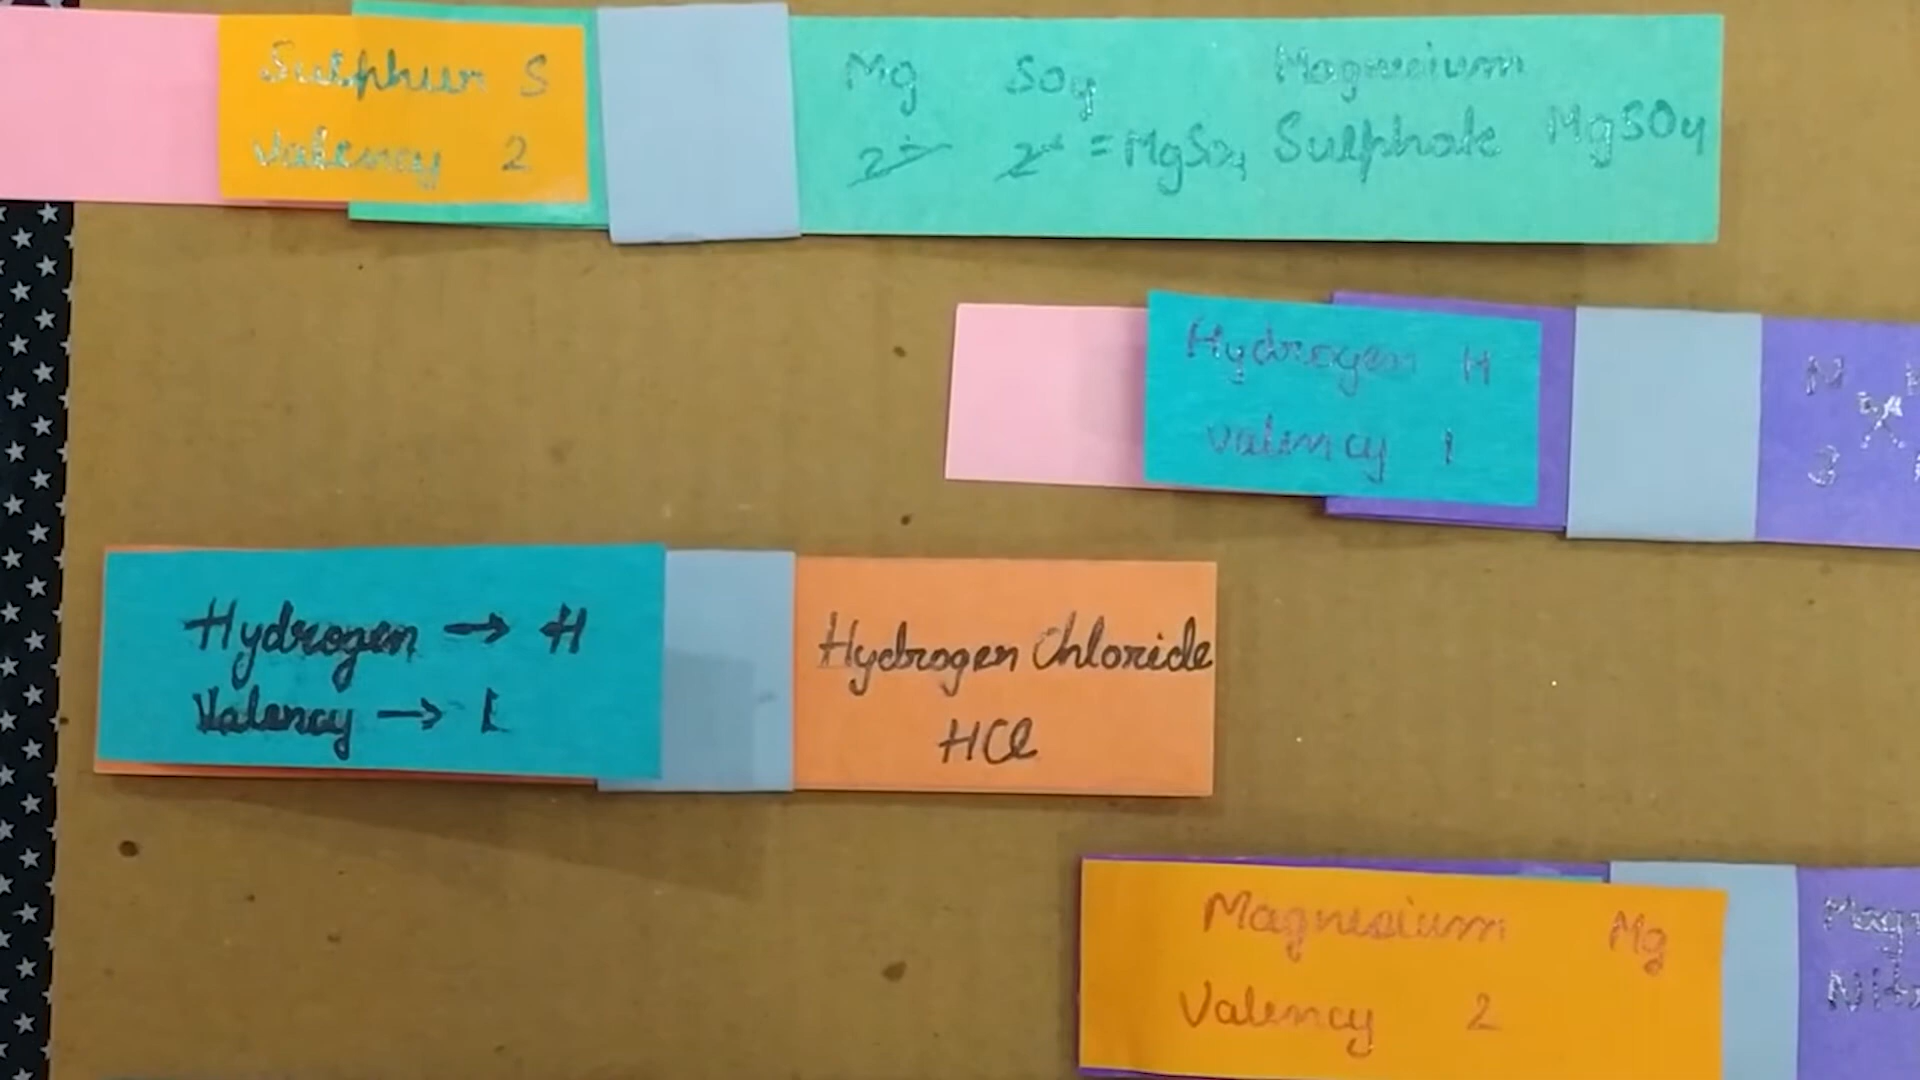 Sulphur S
Valency 2
Mg SO4 Magnesium
2+ 2- = MgSO4 Sulphate MgSO4
Hydrogen H
Valency 1
N H
3
Hydrogen → H
Valency → 1
Hydrogen Chloride
HCl
Magnesium Mg
Valency 2